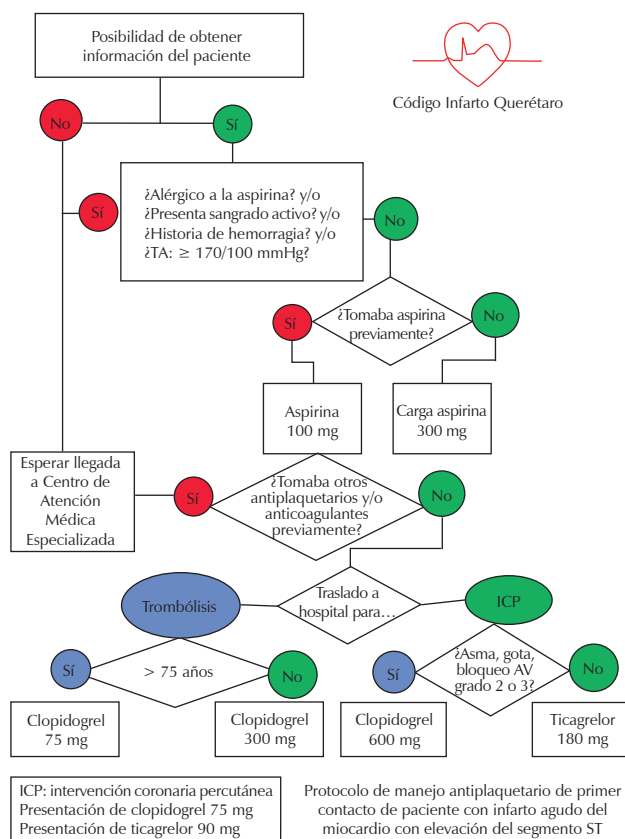 Posibilidad de obtener
información del paciente
Código Infarto Querétaro
No
Sí
¿Alérgico a la aspirina? y/o
¿Presenta sangrado activo? y/o
¿Historia de hemorragia? y/o
¿TA: ≥ 170/100 mmHg?
Sí
No
¿Tomaba aspirina
previamente?
Sí
No
Aspirina
100 mg
Carga aspirina
300 mg
Esperar llegada
a Centro de
Atención
Médica
Especializada
Sí
¿Tomaba otros
antiplaquetarios y/o
anticoagulantes
previamente?
No
Traslado a
hospital para...
Trombólisis
ICP
Sí
> 75 años
No
Sí
¿Asma, gota,
bloqueo AV
grado 2 o 3?
No
Clopidogrel
75 mg
Clopidogrel
300 mg
Clopidogrel
600 mg
Ticagrelor
180 mg
ICP: intervención coronaria percutánea
Presentación de clopidogrel 75 mg
Presentación de ticagrelor 90 mg
Protocolo de manejo antiplaquetario de primer
contacto de paciente con infarto agudo del
miocardio con elevación del segmento ST